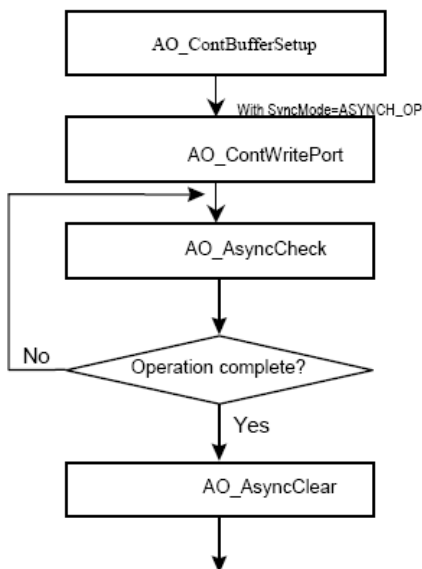 AO_ContBufferSetup
With SyncMode=ASYNCH_OP
AO_ContWritePort
AO_AsyncCheck
No
Operation complete?
Yes
AO_AsyncClear